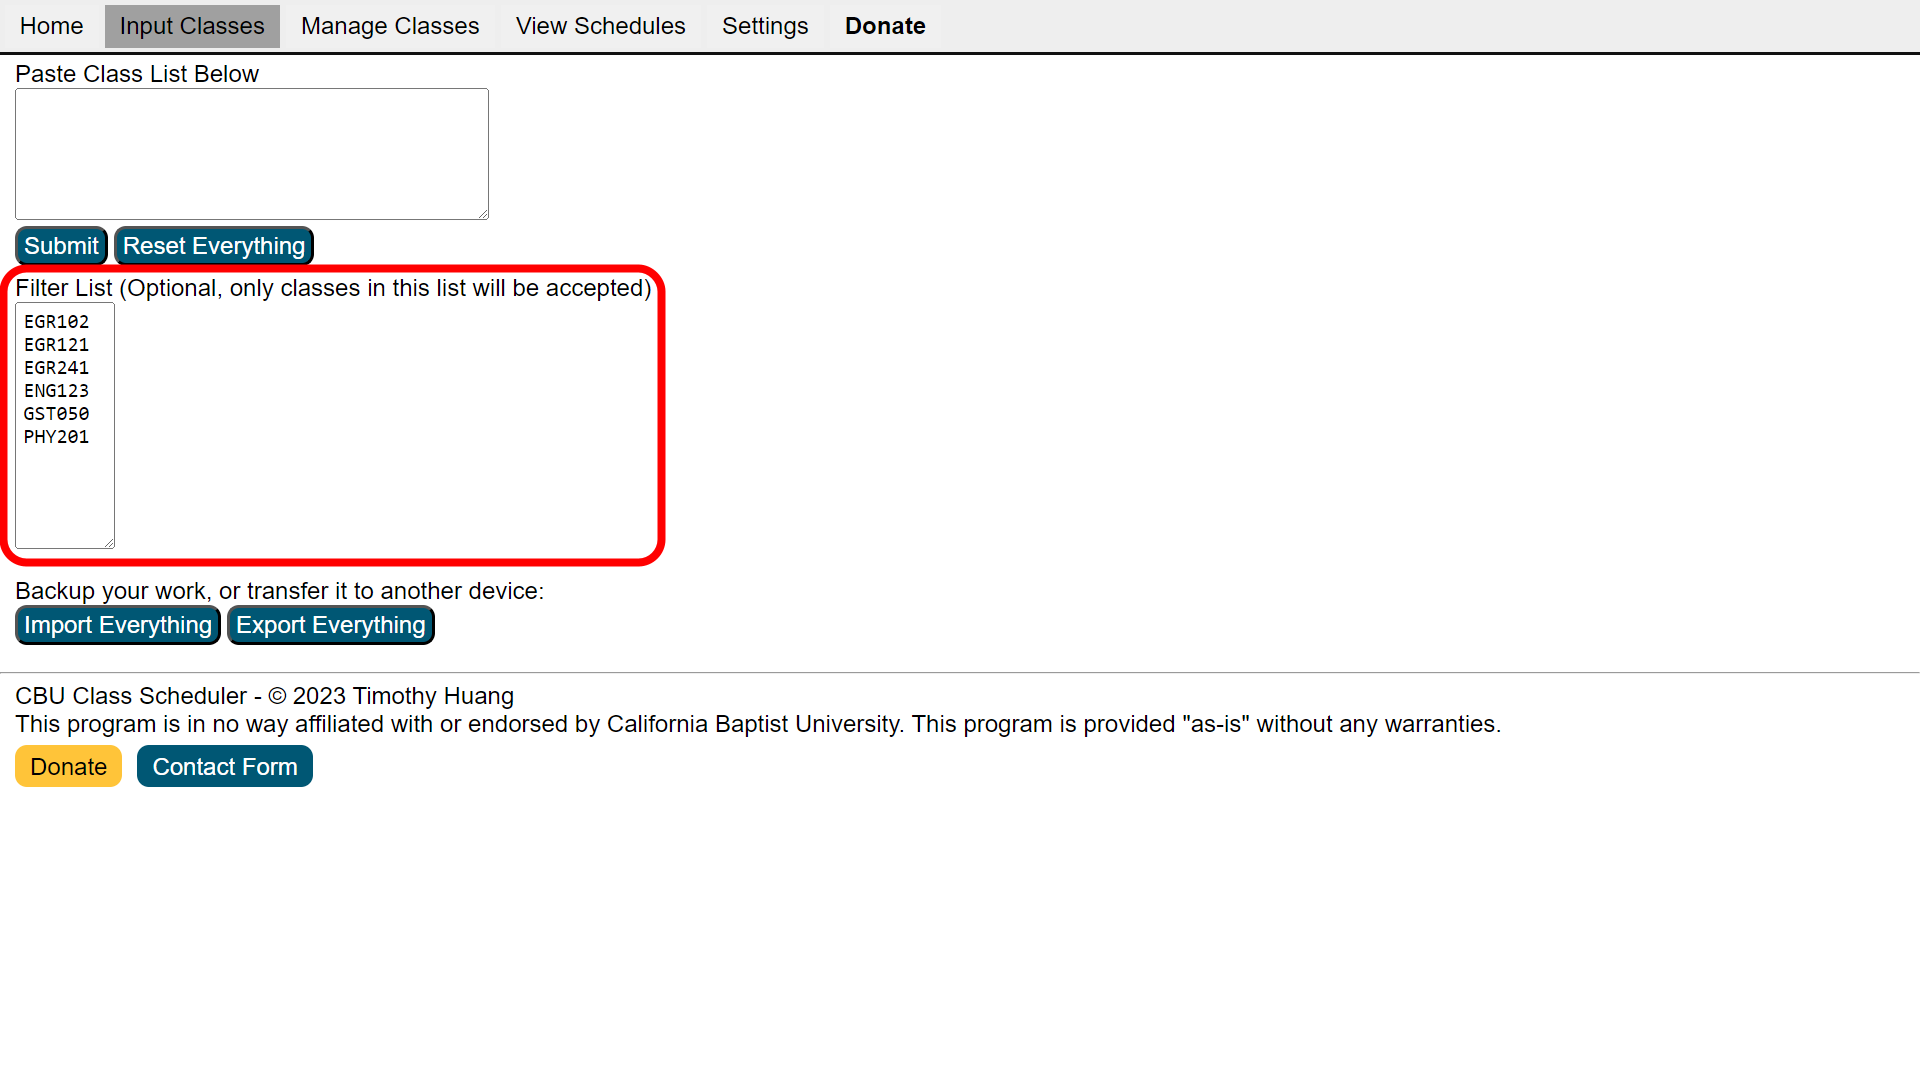 Home Input Classes Manage Classes View Schedules Settings Donate
Paste Class List Below
Submit Reset Everything
Filter List (Optional, only classes in this list will be accepted)
EGR102
EGR121
EGR241
ENG123
GST050
PHY201
Backup your work, or transfer it to another device:
Import Everything Export Everything
CBU Class Scheduler - © 2023 Timothy Huang
This program is in no way affiliated with or endorsed by California Baptist University. This program is provided "as-is" without any warranties.
Donate Contact Form